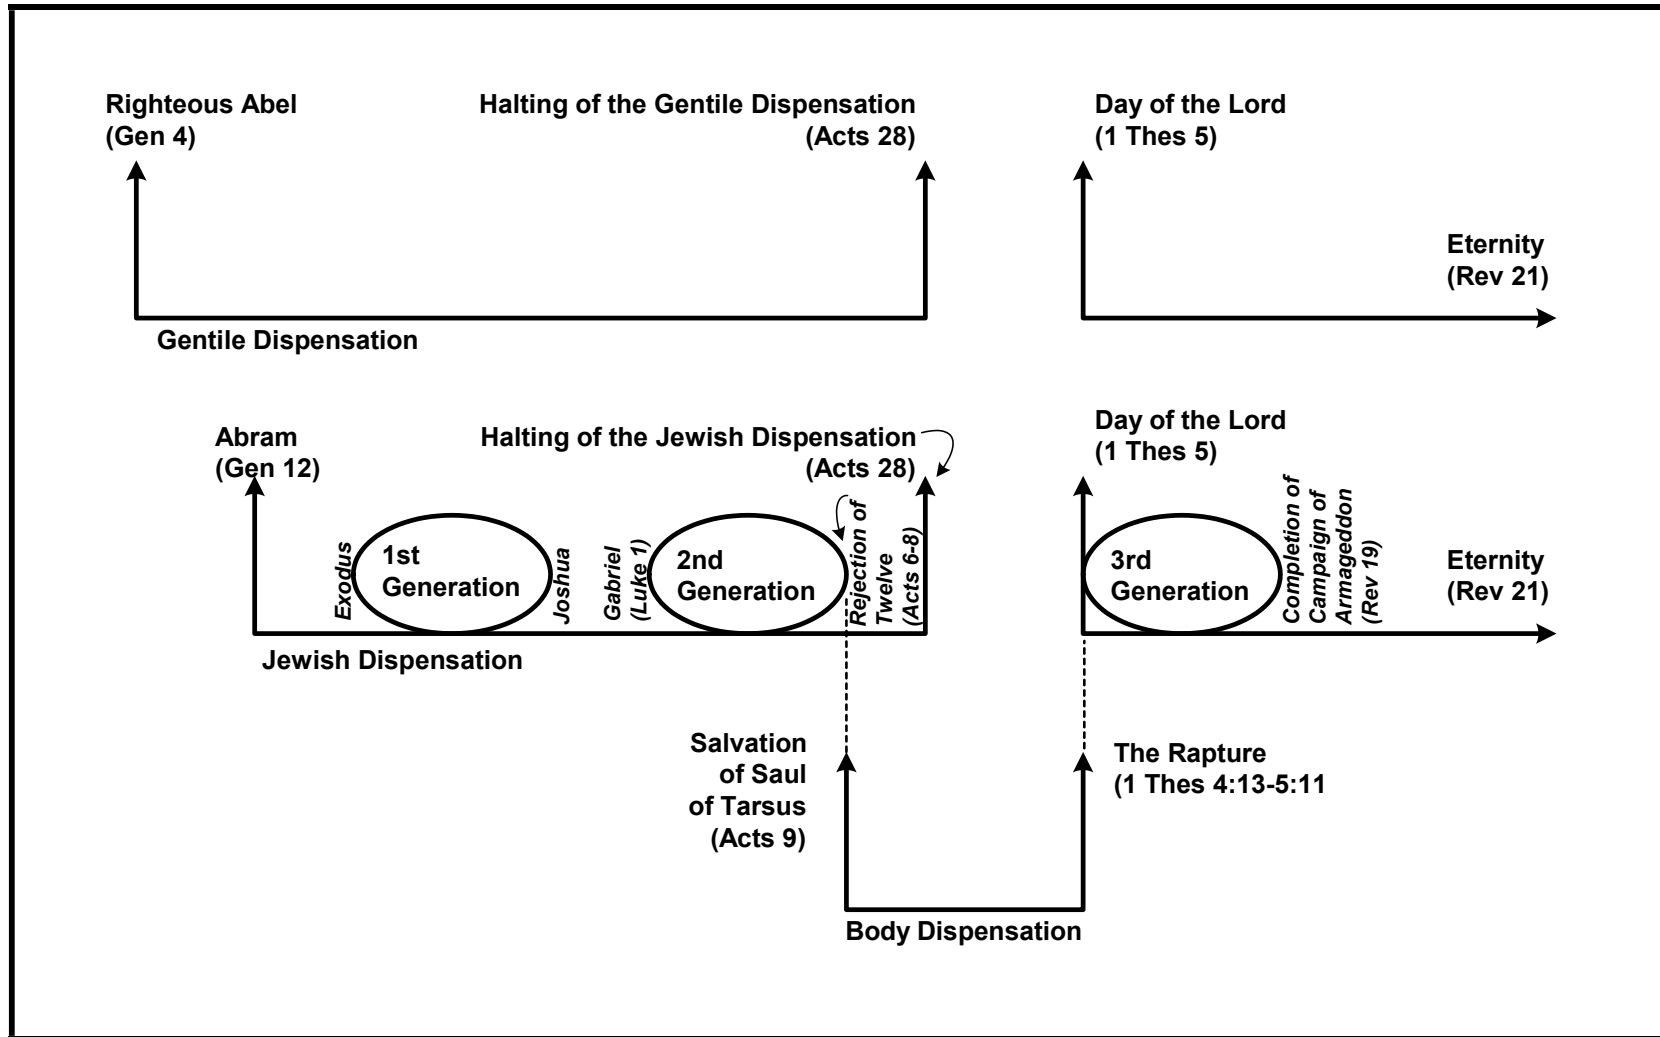 Righteous Abel
(Gen 4)
Halting of the Gentile Dispensation
(Acts 28)
Day of the Lord
(1 Thes 5)
Eternity
(Rev 21)
Gentile Dispensation
Abram
(Gen 12)
Halting of the Jewish Dispensation
(Acts 28)
Day of the Lord
(1 Thes 5)
Exodus
1st
Generation
Joshua
Gabriel
(Luke 1)
2nd
Generation
Rejection of
Twelve
(Acts 6-8)
3rd
Generation
Completion of
Campaign of
Armageddon
(Rev 19)
Eternity
(Rev 21)
Jewish Dispensation
Salvation
of Saul
of Tarsus
(Acts 9)
The Rapture
(1 Thes 4:13-5:11
Body Dispensation